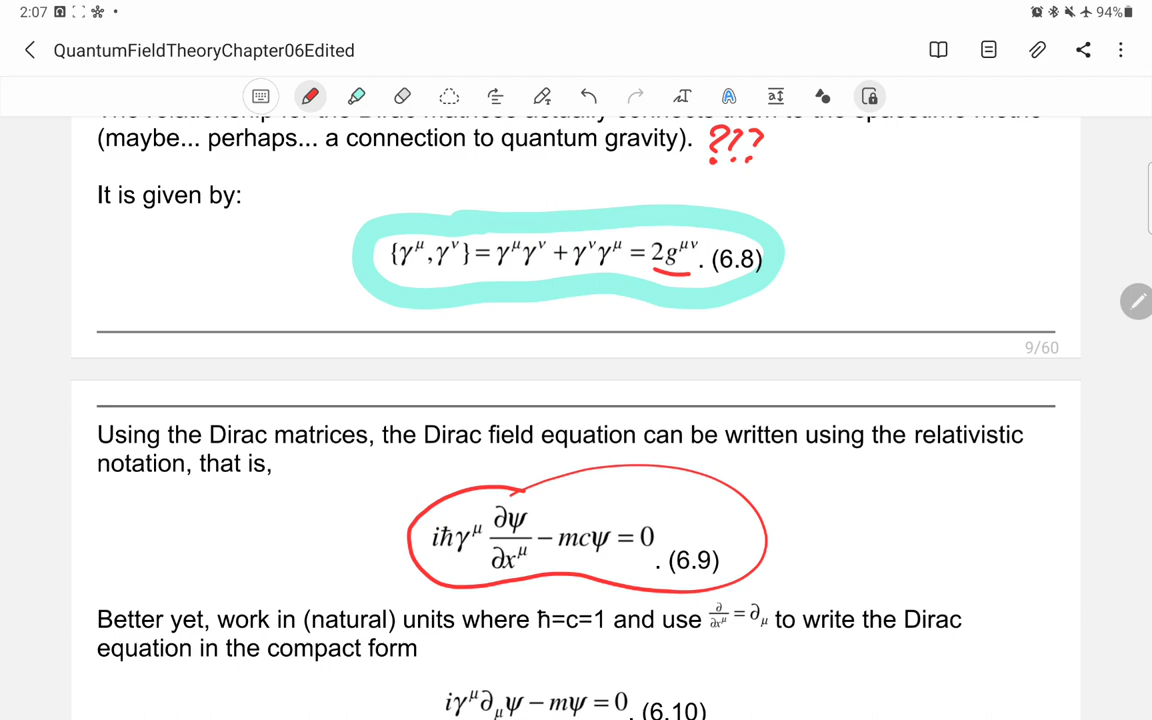 2:07
94%
QuantumFieldTheoryChapter06Edited
(maybe... perhaps... a connection to quantum gravity). ???
It is given by:
{γ^μ, γ^ν} = γ^μγ^ν + γ^νγ^μ = 2g^μν. (6.8)
9/60
Using the Dirac matrices, the Dirac field equation can be written using the relativistic
notation, that is,
iħγ^μ ∂ψ/∂x^μ − mcψ = 0. (6.9)
Better yet, work in (natural) units where ħ=c=1 and use ∂/∂x^μ = ∂_μ to write the Dirac
equation in the compact form
iγ^μ∂_μψ − mψ = 0. (6.10)